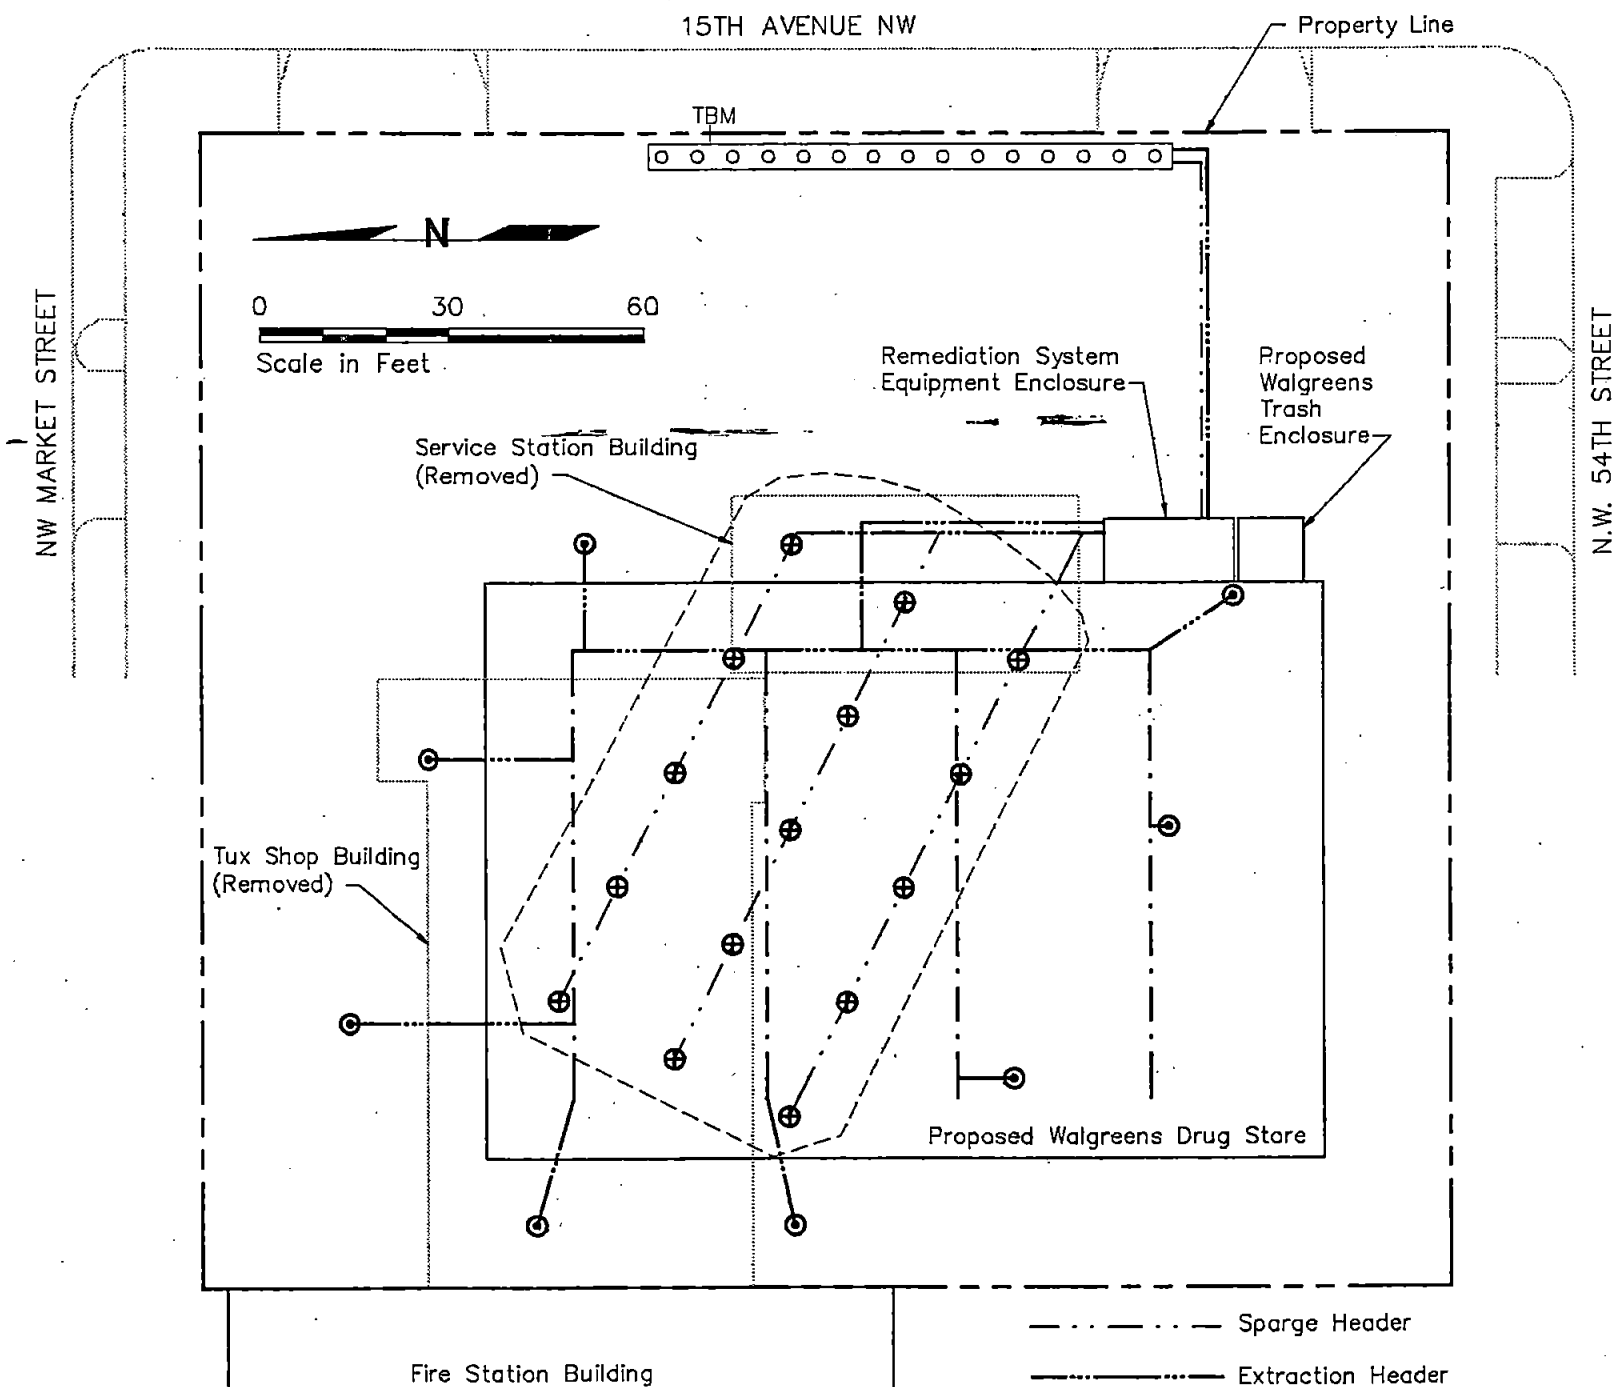 15TH AVENUE NW
Property Line
TBM
N
0 30 60
Scale in Feet
NW MARKET STREET
N.W. 54TH STREET
Remediation System
Equipment Enclosure
Proposed
Walgreens
Trash
Enclosure
Service Station Building
(Removed)
Tux Shop Building
(Removed)
Proposed Walgreens Drug Store
Sparge Header
Fire Station Building
Extraction Header